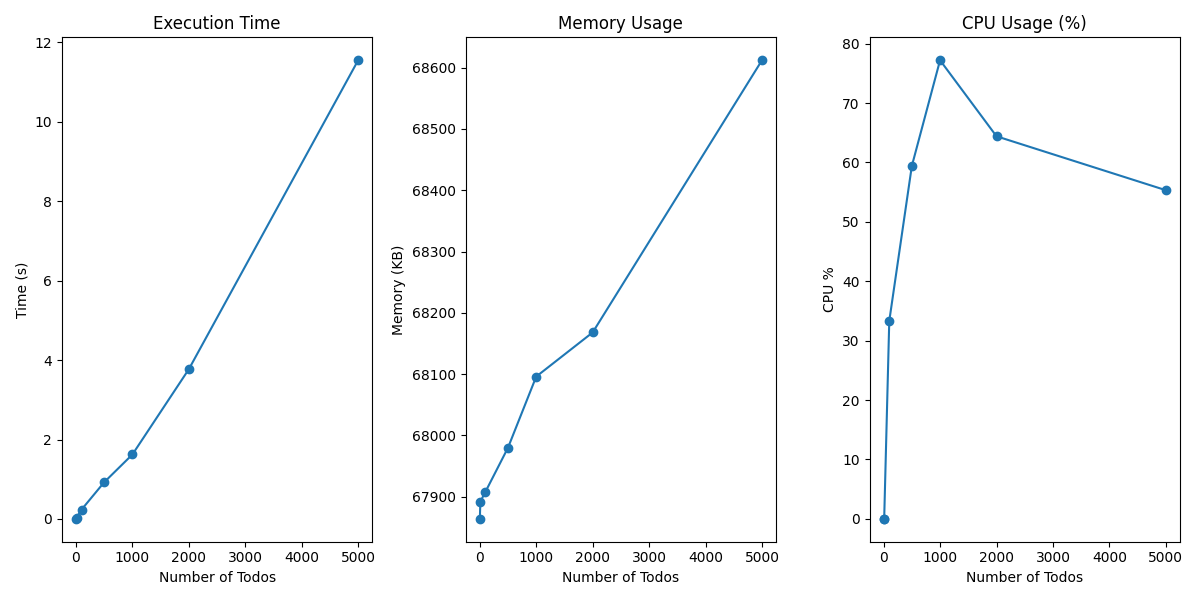 Execution Time
12
10
8
6
4
2
0
Time (s)
0 1000 2000 3000 4000 5000
Number of Todos
Memory Usage
68600
68500
68400
68300
68200
68100
68000
67900
Memory (KB)
0 1000 2000 3000 4000 5000
Number of Todos
CPU Usage (%)
80
70
60
50
40
30
20
10
0
CPU %
0 1000 2000 3000 4000 5000
Number of Todos